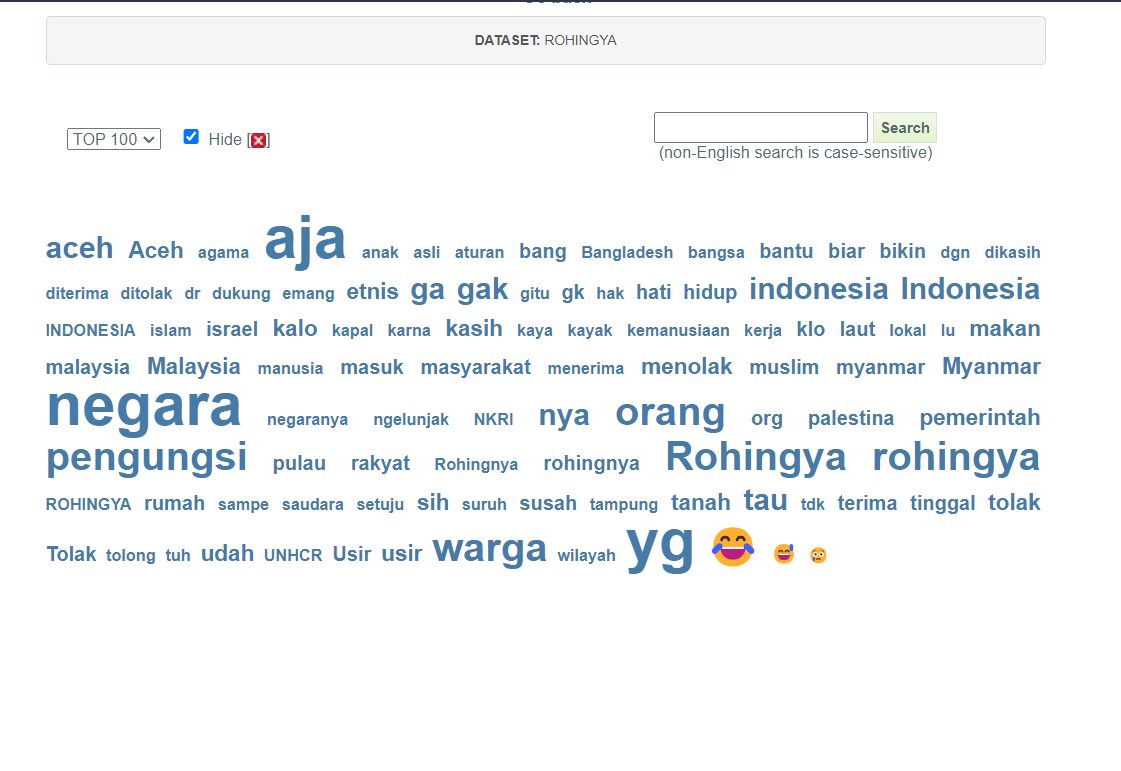 DATASET: ROHINGYA
TOP 100 Hide [x] Search
(non-English search is case-sensitive)
aceh Aceh agama aja anak asli aturan bang Bangladesh bangsa bantu biar bikin dgn dikasih
diterima ditolak dr dukung emang etnis ga gak gitu gk hak hati hidup indonesia Indonesia
INDONESIA islam israel kalo kapal karna kasih kaya kayak kemanusiaan kerja klo laut lokal lu makan
malaysia Malaysia manusia masuk masyarakat menerima menolak muslim myanmar Myanmar
negara negaranya ngelunjak NKRI nya orang org palestina pemerintah
pengungsi pulau rakyat Rohingnya rohingnya Rohingya rohingya
ROHINGYA rumah sampe saudara setuju sih suruh susah tampung tanah tau tdk terima tinggal tolak
Tolak tolong tuh udah UNHCR Usir usir warga wilayah yg 😂 😅 😢